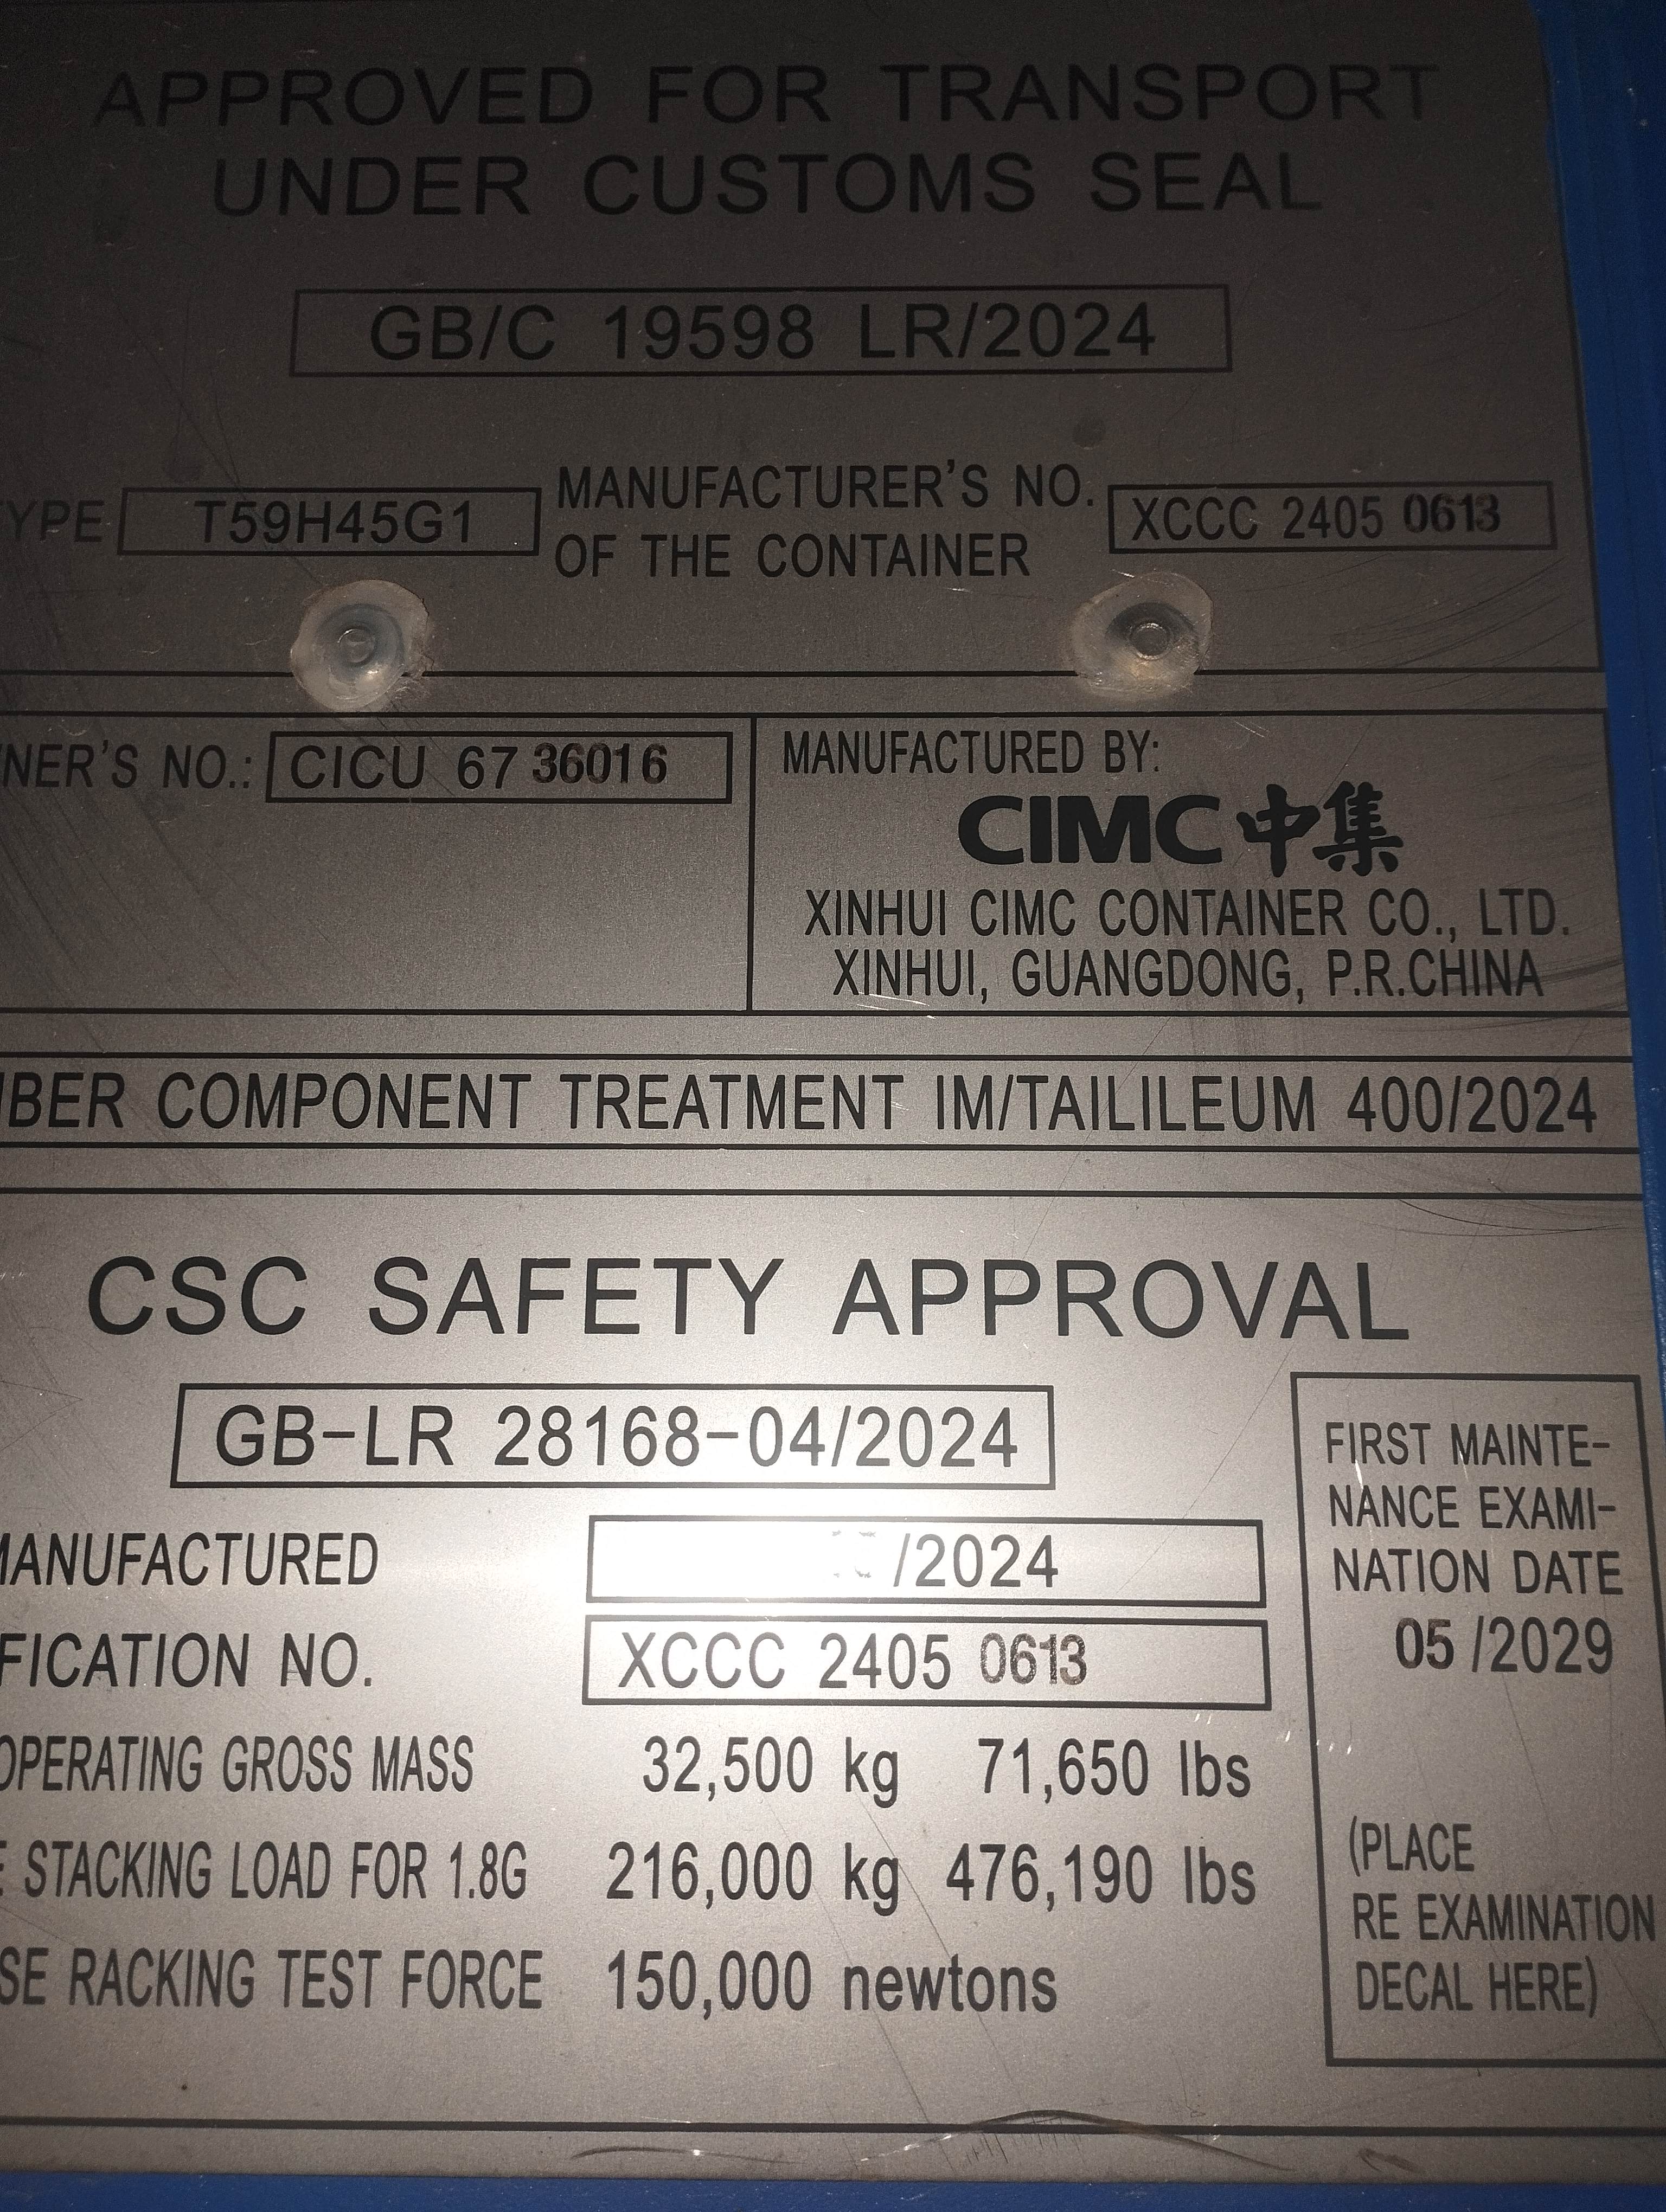 APPROVED FOR TRANSPORT
UNDER CUSTOMS SEAL
GB/C 19598 LR/2024
YPE T59H45G1 MANUFACTURER'S NO. OF THE CONTAINER XCCC 2405 0613
NER'S NO.: CICU 67 36016
MANUFACTURED BY:
CIMC 中集
XINHUI CIMC CONTAINER CO., LTD.
XINHUI, GUANGDONG, P.R.CHINA
BER COMPONENT TREATMENT IM/TAILILEUM 400/2024
CSC SAFETY APPROVAL
GB-LR 28168-04/2024
MANUFACTURED /2024
FICATION NO. XCCC 2405 0613
OPERATING GROSS MASS 32,500 kg 71,650 lbs
E STACKING LOAD FOR 1.8G 216,000 kg 476,190 lbs
SE RACKING TEST FORCE 150,000 newtons
FIRST MAINTE-
NANCE EXAMI-
NATION DATE
05 /2029
(PLACE
RE EXAMINATION
DECAL HERE)